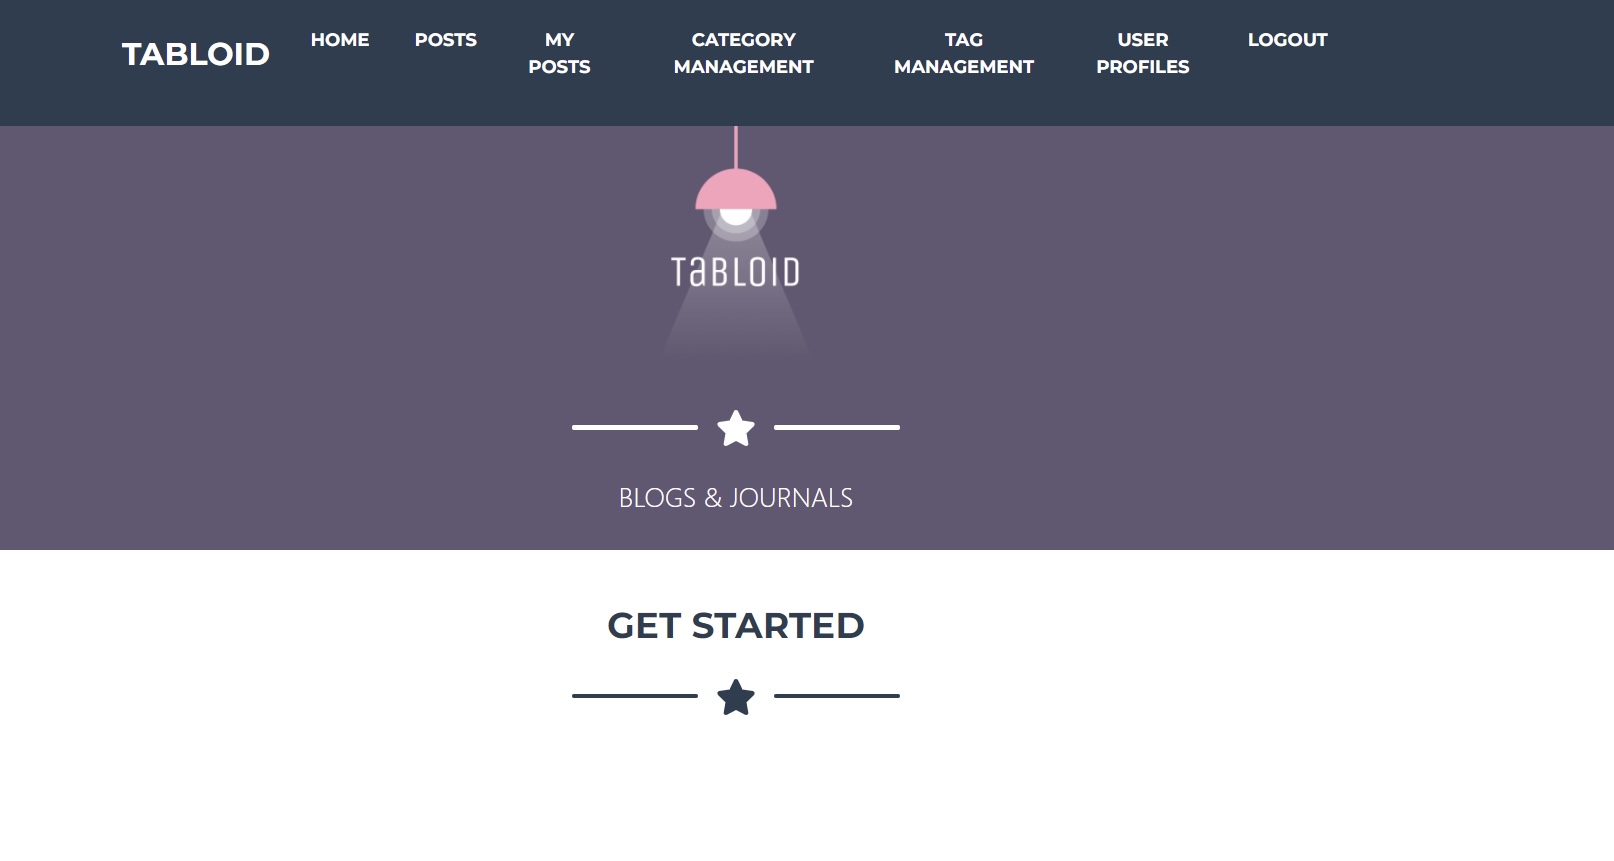 TABLOID
HOME
POSTS
MY
POSTS
CATEGORY
MANAGEMENT
TAG
MANAGEMENT
USER
PROFILES
LOGOUT
TaBLOID
BLOGS & JOURNALS
GET STARTED